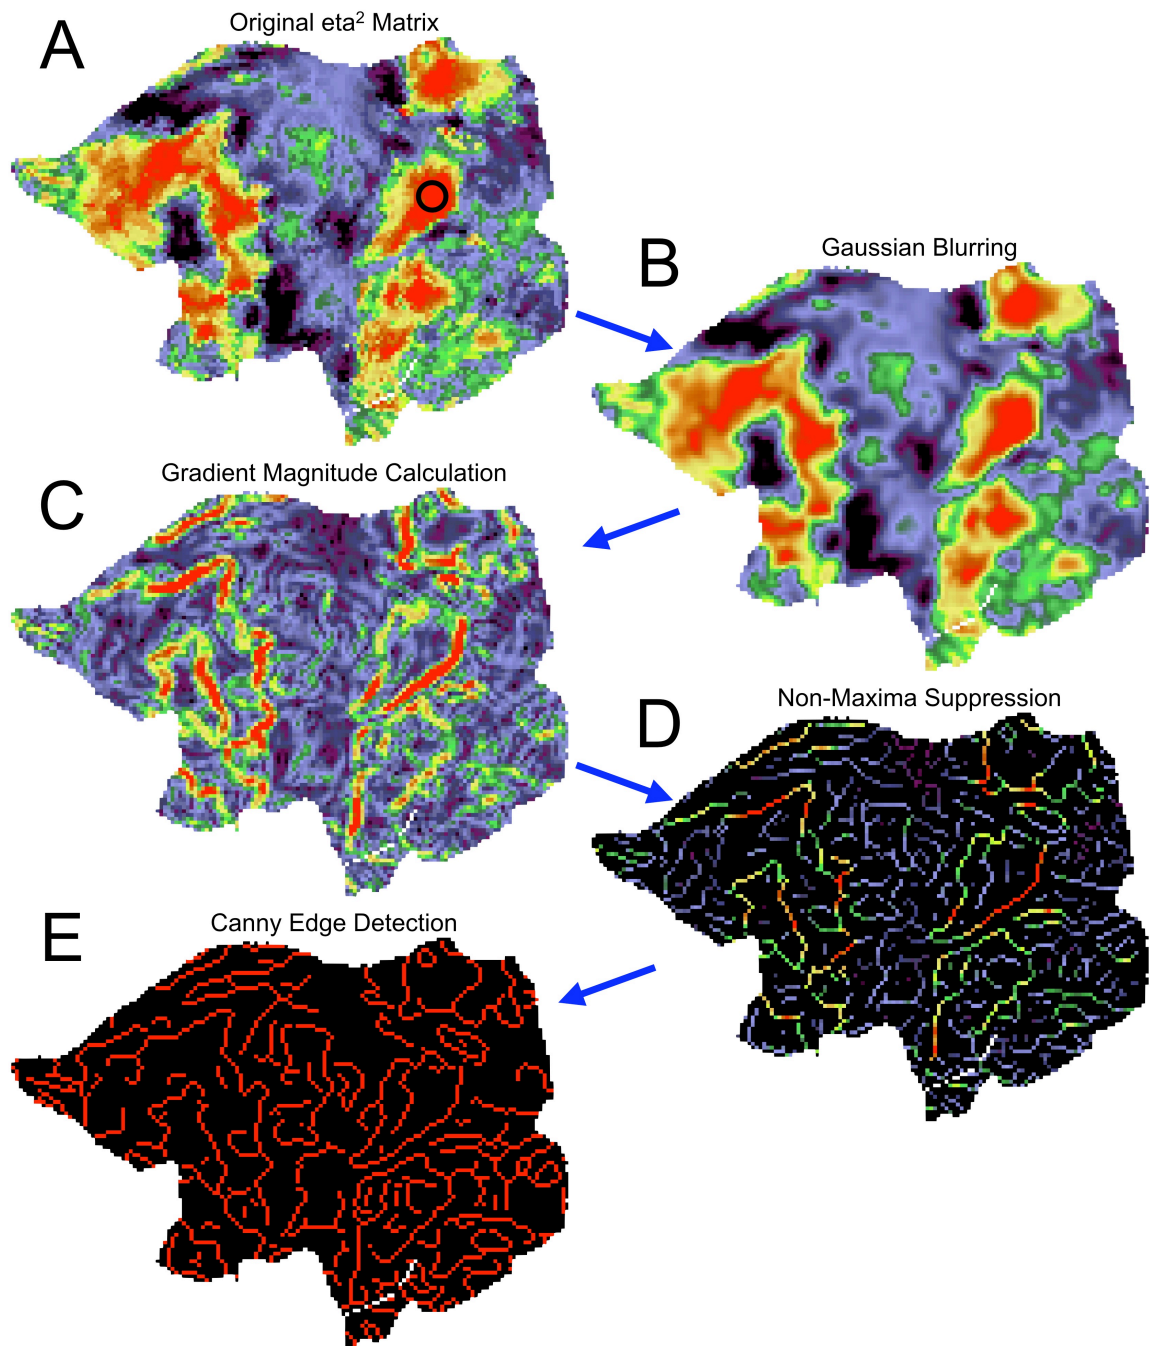 A
Original eta² Matrix
B
Gaussian Blurring
C
Gradient Magnitude Calculation
D
Non-Maxima Suppression
E
Canny Edge Detection